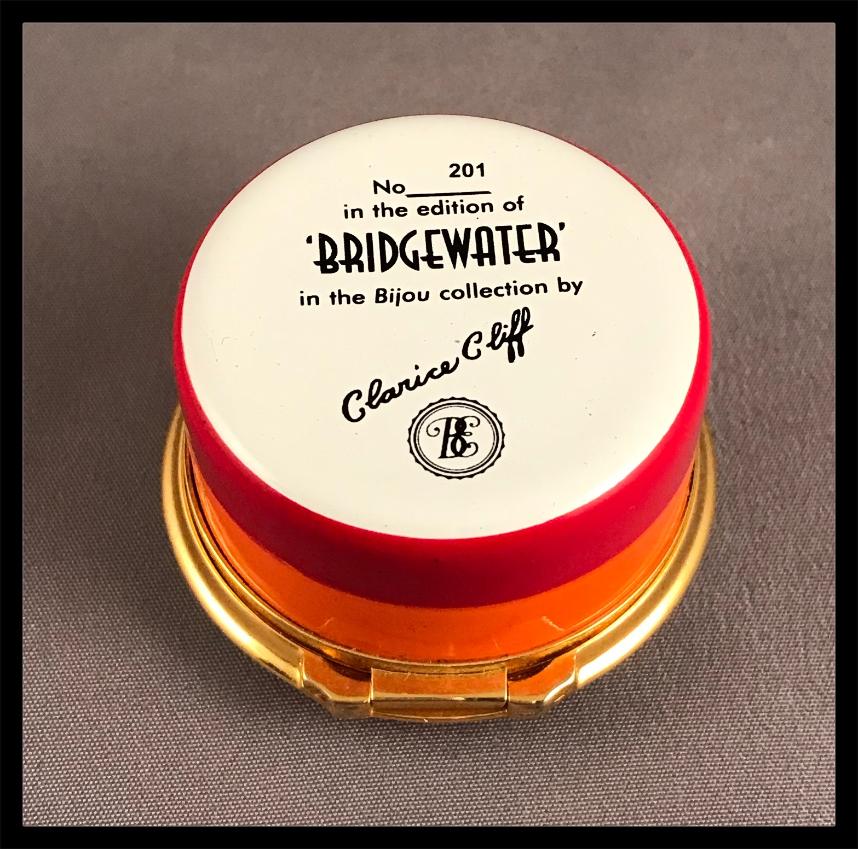 No 201
in the edition of
'BRIDGEWATER'
in the Bijou collection by
Clarice Cliff
BE